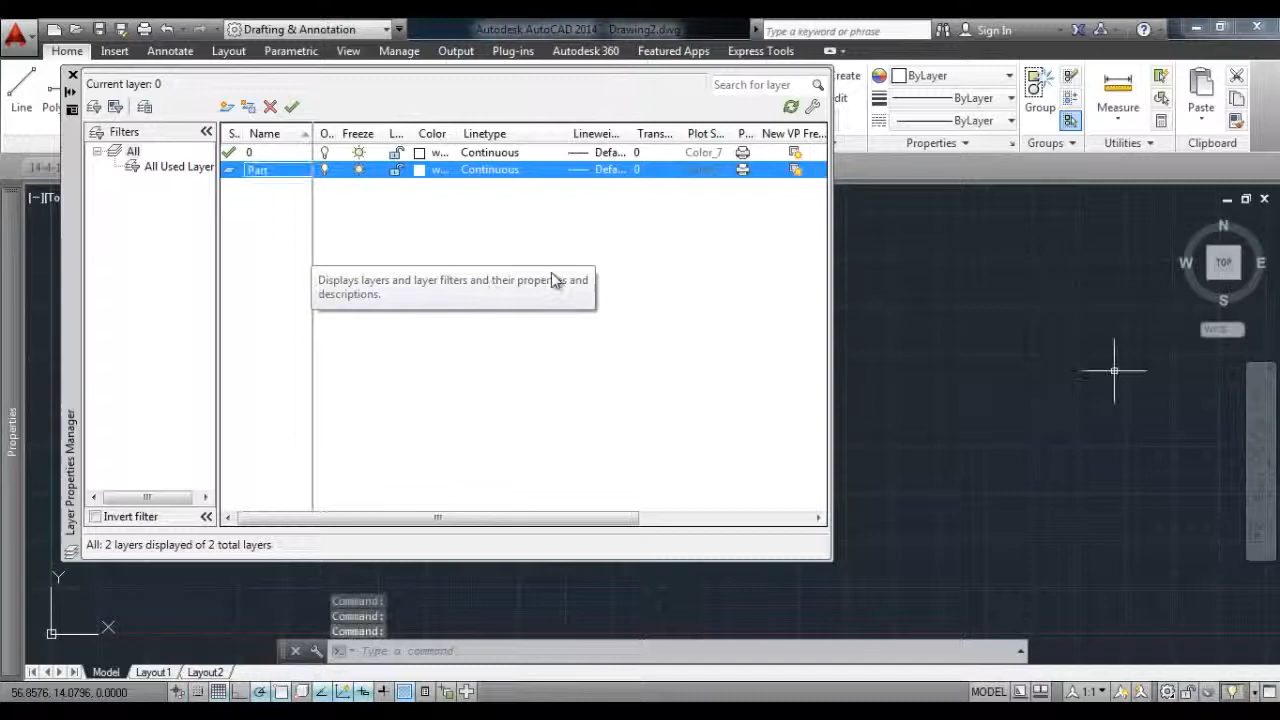 Drafting & Annotation
Autodesk AutoCAD 2014 Drawing2.dwg
Type a keyword or phrase
Sign In
Home Insert Annotate Layout Parametric View Manage Output Plug-ins Autodesk 360 Featured Apps Express Tools
Line
Current layer: 0
Search for layer
Filters
All
All Used Layer
S.. Name O.. Freeze L... Color Linetype Linewei... Trans... Plot S... P... New VP Fre...
0 w... Continuous Defa... 0 Color_7
Part w... Continuous Defa... 0
Displays layers and layer filters and their properties and
descriptions.
Invert filter
All: 2 layers displayed of 2 total layers
Layer Properties Manager
Properties
ByLayer
ByLayer
ByLayer
Properties
Group
Groups
Measure
Utilities
Paste
Clipboard
N
W TOP E
S
WCS
Y
X
Command:
Command:
Command:
Type a command
Model Layout1 Layout2
56.8576, 14.0796, 0.0000
MODEL
1:1